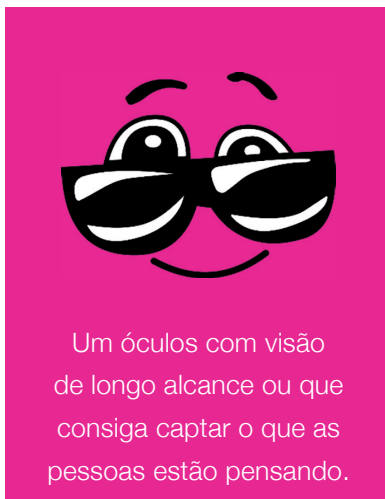 Um óculos com visão
de longo alcance ou que
consiga captar o que as
pessoas estão pensando.